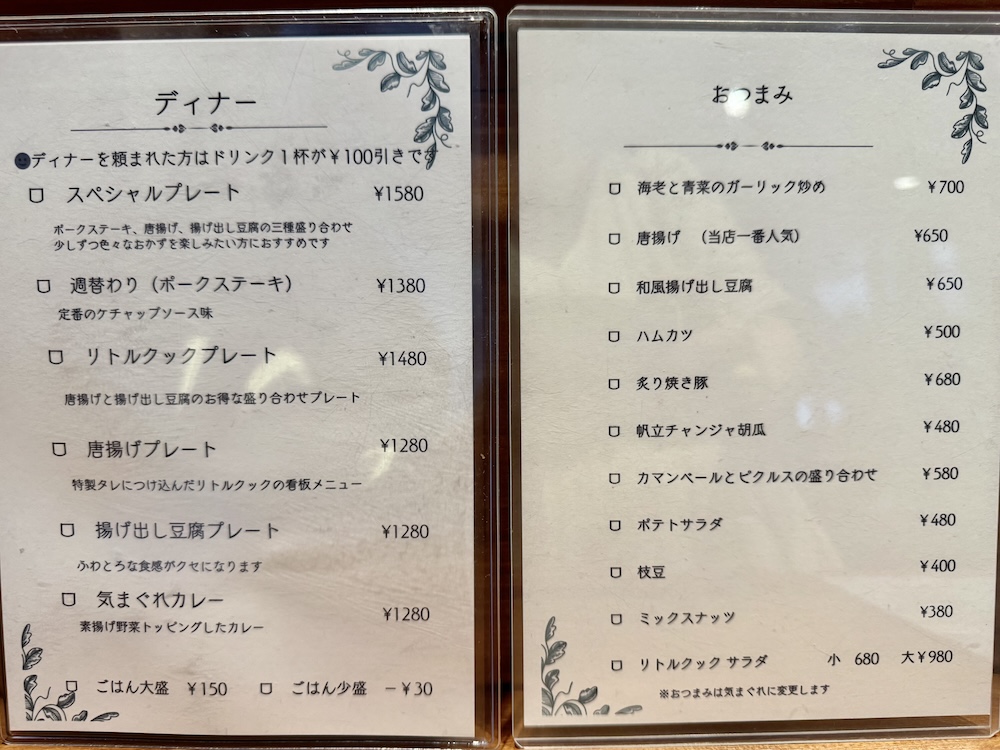 ディナー
ディナーを頼まれた方はドリンク１杯が￥100引きです
スペシャルプレート ¥1580
ポークステーキ、唐揚げ、揚げ出し豆腐の三種盛り合わせ
少しずつ色々なおかずを楽しみたい方におすすめです
週替わり（ポークステーキ） ¥1380
定番のケチャップソース味
リトルクックプレート ¥1480
唐揚げと揚げ出し豆腐のお得な盛り合わせプレート
唐揚げプレート ¥1280
特製タレにつけ込んだリトルクックの看板メニュー
揚げ出し豆腐プレート ¥1280
ふわとろな食感がクセになります
気まぐれカレー ¥1280
素揚げ野菜トッピングしたカレー
ごはん大盛 ¥150 ごはん少盛 −￥30
おつまみ
海老と青菜のガーリック炒め ￥700
唐揚げ （当店一番人気） ¥650
和風揚げ出し豆腐 ￥650
ハムカツ ￥500
炙り焼き豚 ￥680
帆立チャンジャ胡瓜 ￥480
カマンベールとピクルスの盛り合わせ ￥580
ポテトサラダ ￥480
枝豆 ￥400
ミックスナッツ ¥380
リトルクック サラダ 小 680 大￥980
※おつまみは気まぐれに変更します